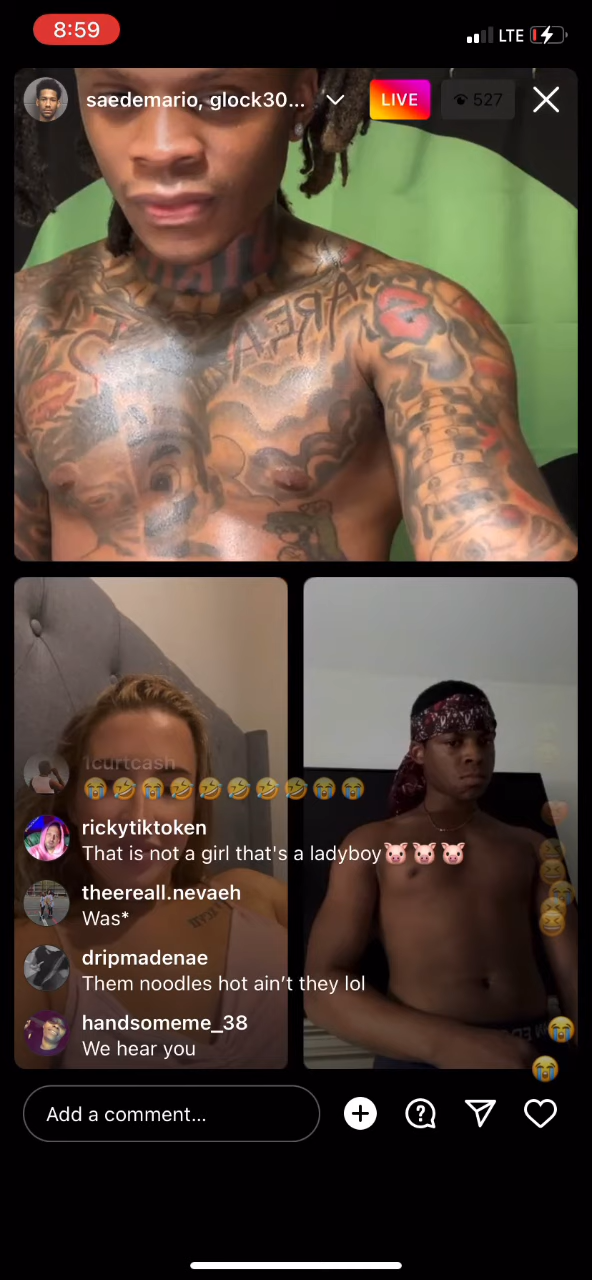 8:59
LTE
saedemario, glock30...
LIVE
527
1curtcash
😭🤣😭🤣🤣🤣🤣🤣😭😭
rickytiktoken
That is not a girl that's a ladyboy🐷🐷🐷
theereall.nevaeh
Was*
dripmadenae
Them noodles hot ain't they lol
handsomeme_38
We hear you
Add a comment...